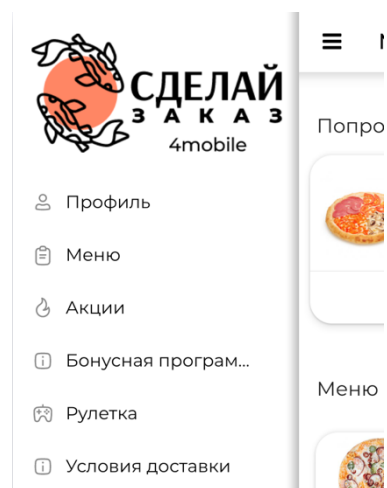 СДЕЛАЙ
ЗАКАЗ
4mobile
Профиль
Меню
Акции
Бонусная програм...
Рулетка
Условия доставки
Попро
Меню